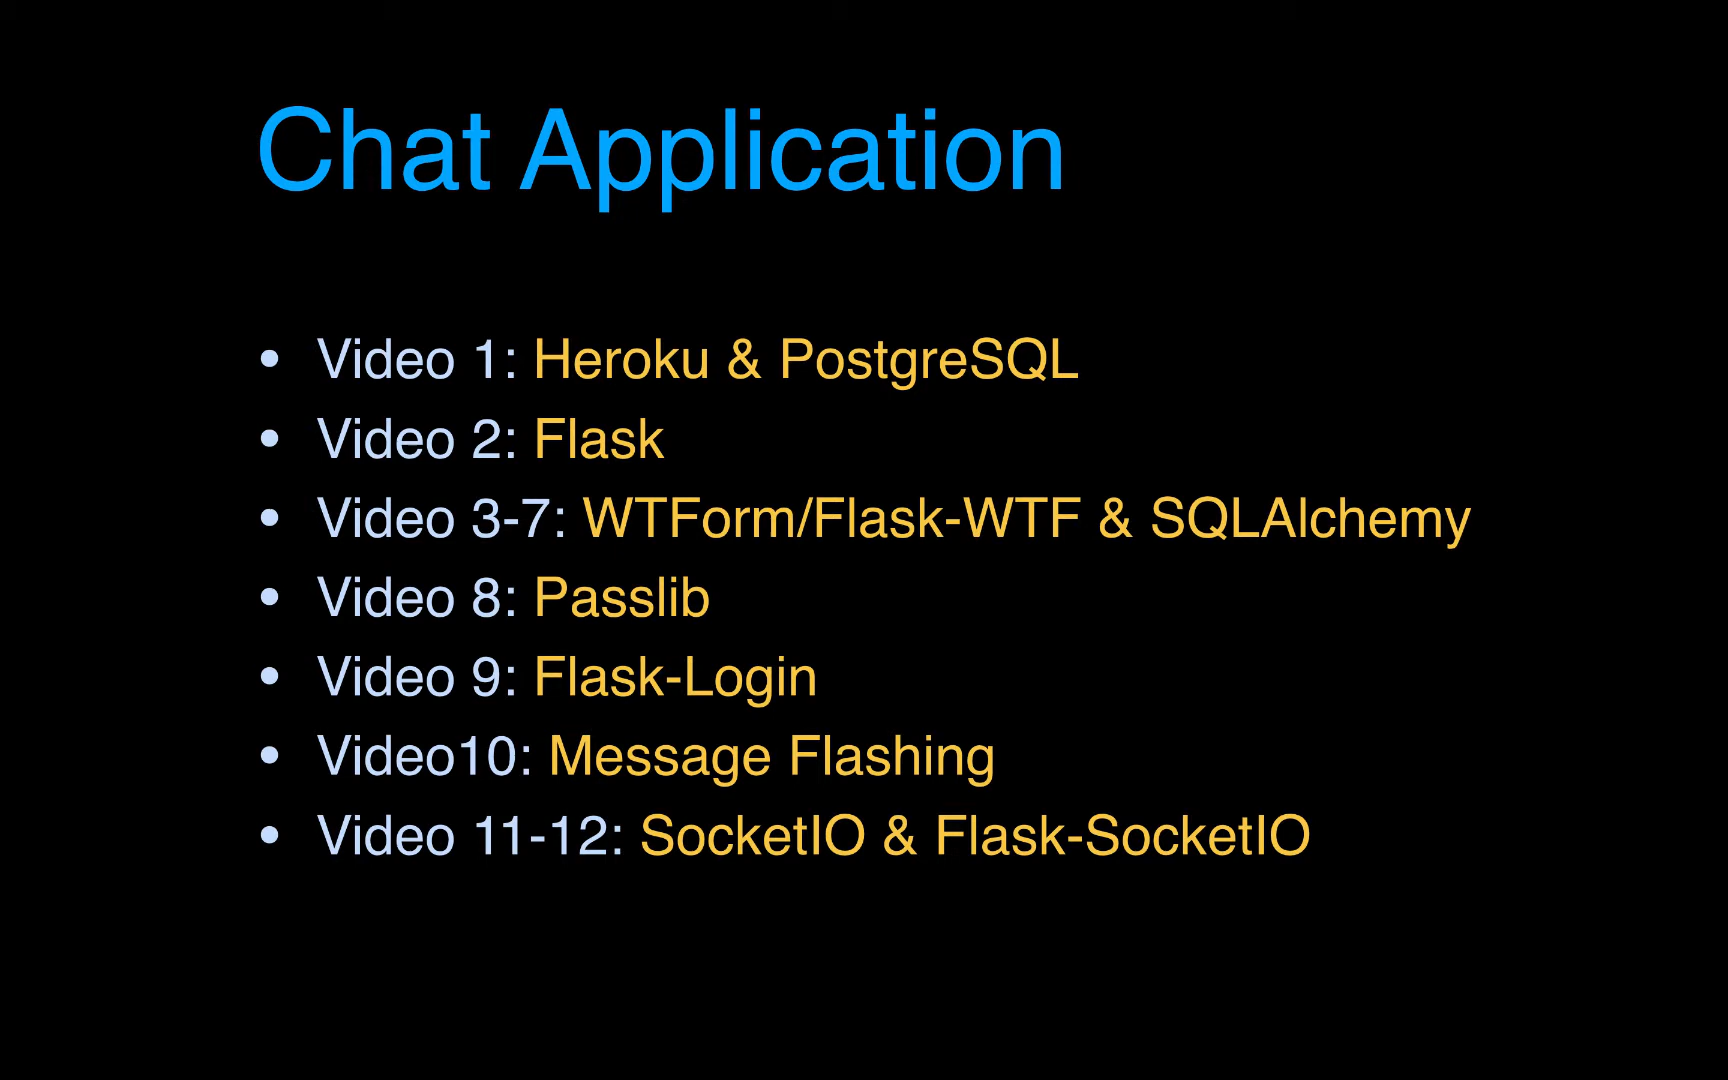 Chat Application
• Video 1: Heroku & PostgreSQL
• Video 2: Flask
• Video 3-7: WTForm/Flask-WTF & SQLAlchemy
• Video 8: Passlib
• Video 9: Flask-Login
• Video10: Message Flashing
• Video 11-12: SocketIO & Flask-SocketIO